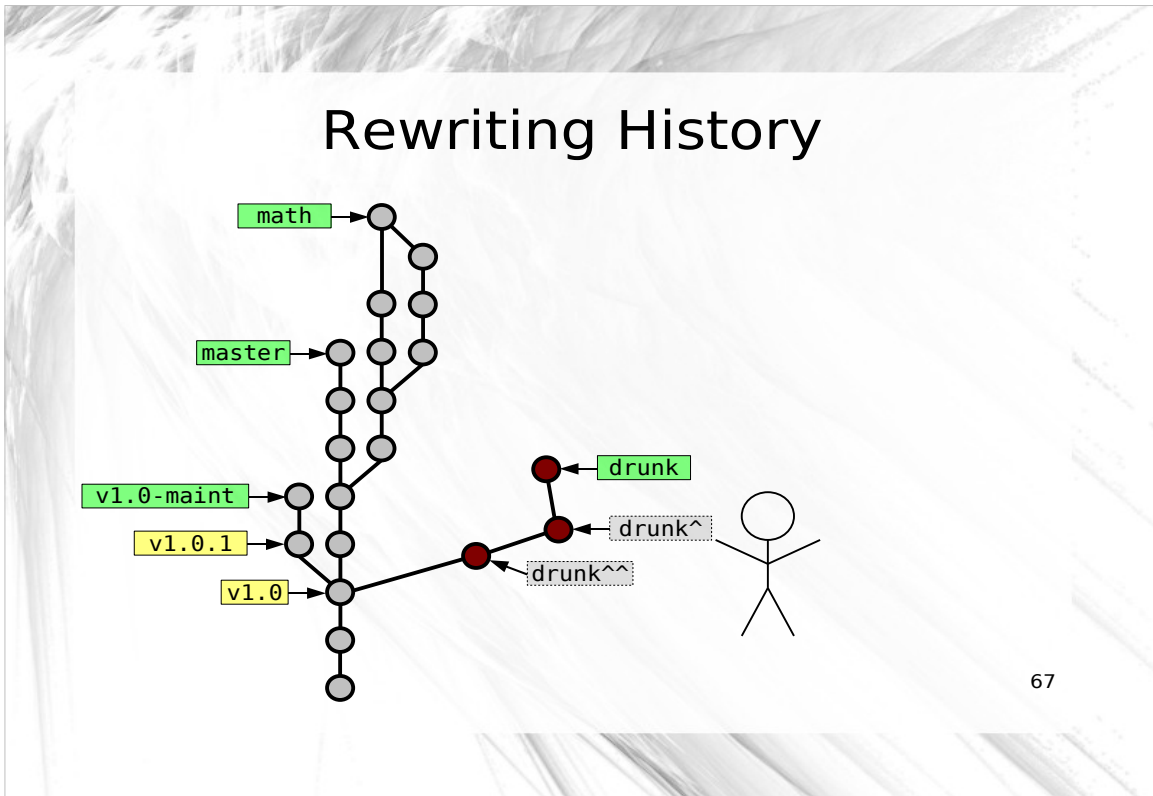 Rewriting History
math
master
drunk
v1.0-maint
drunk^
v1.0.1
drunk^^
v1.0
67